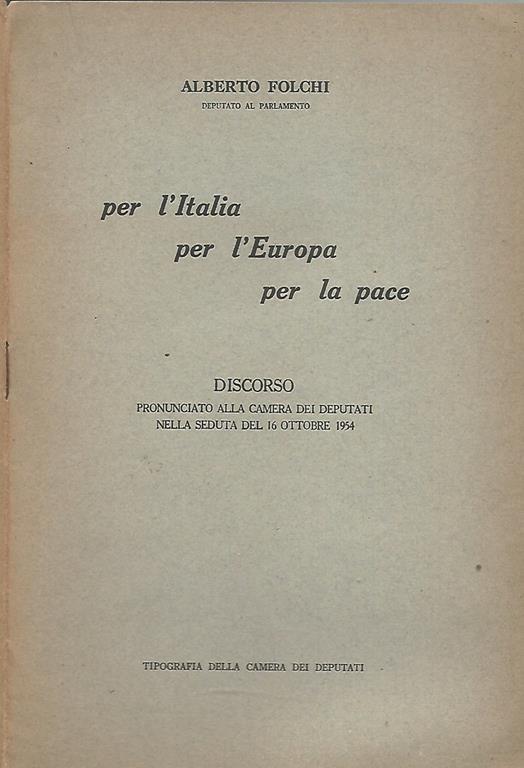 ALBERTO FOLCHI
DEPUTATO AL PARLAMENTO
per l'Italia
per l'Europa
per la pace
DISCORSO
PRONUNCIATO ALLA CAMERA DEI DEPUTATI
NELLA SEDUTA DEL 16 OTTOBRE 1954
TIPOGRAFIA DELLA CAMERA DEI DEPUTATI